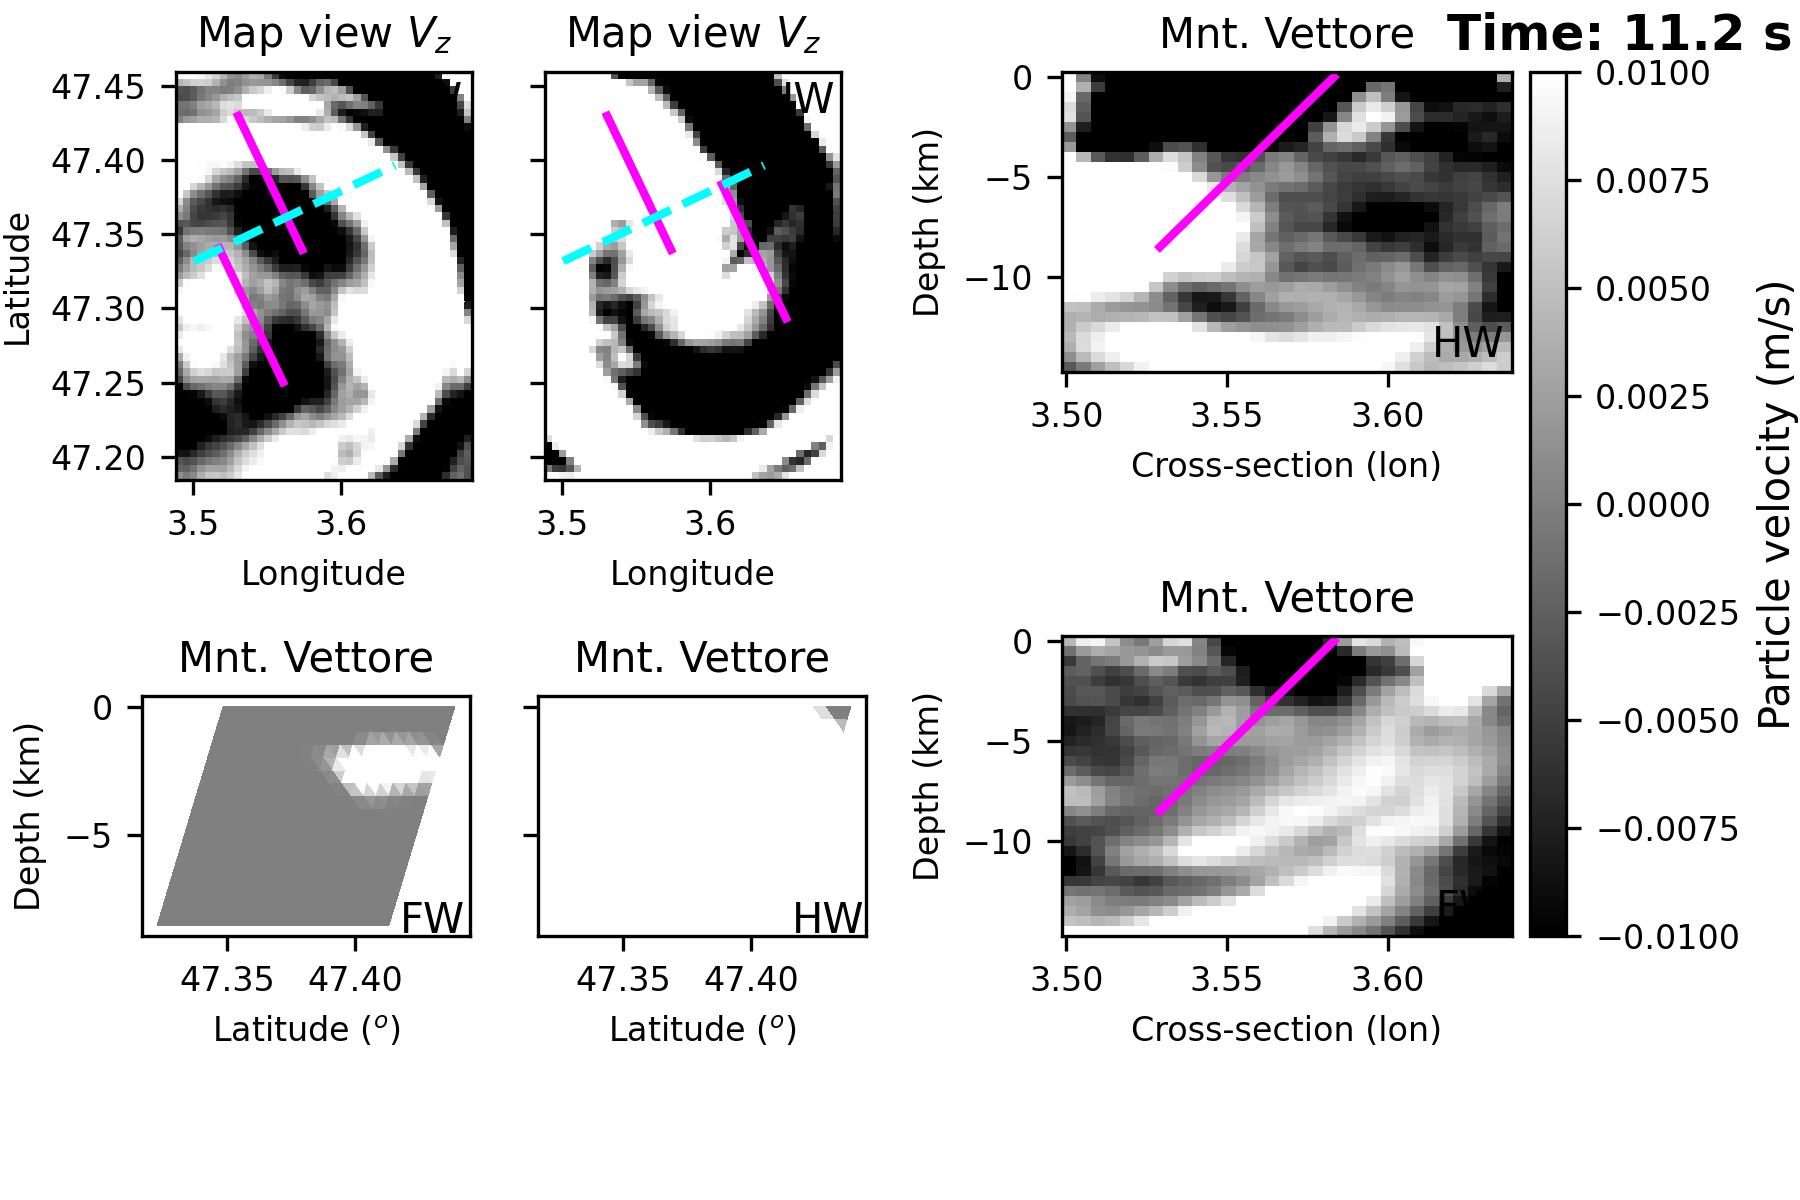 Map view Vz
Map view Vz
Mnt. Vettore
Time: 11.2 s
47.45
47.40
47.35
47.30
47.25
47.20
Latitude
3.5
3.6
Longitude
HW
3.5
3.6
Longitude
0
−5
−10
Depth (km)
HW
3.50
3.55
3.60
Cross-section (lon)
0.0100
0.0075
0.0050
0.0025
0.0000
−0.0025
−0.0050
−0.0075
−0.0100
Particle velocity (m/s)
Mnt. Vettore
Mnt. Vettore
Mnt. Vettore
0
−5
Depth (km)
FW
47.35
47.40
Latitude (o)
HW
47.35
47.40
Latitude (o)
0
−5
−10
Depth (km)
FW
3.50
3.55
3.60
Cross-section (lon)